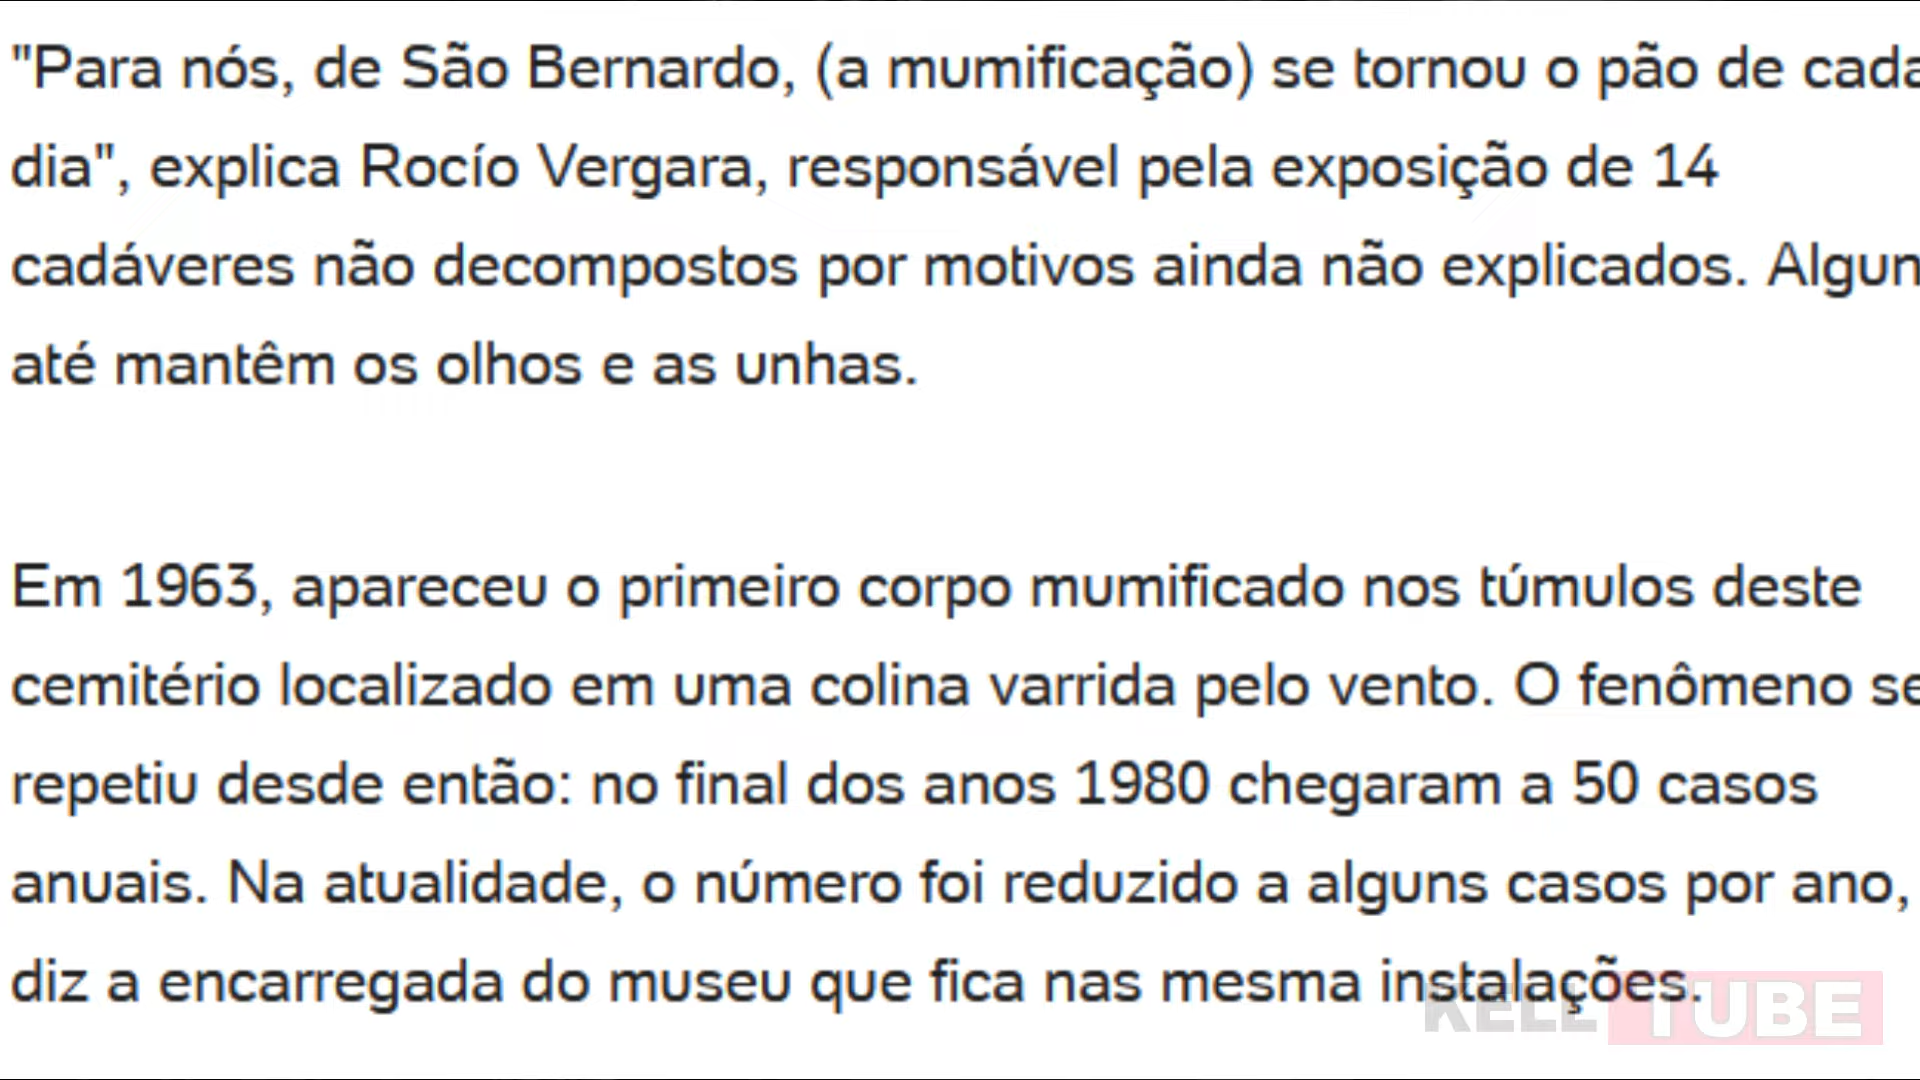 "Para nós, de São Bernardo, (a mumificação) se tornou o pão de cada
dia", explica Rocío Vergara, responsável pela exposição de 14
cadáveres não decompostos por motivos ainda não explicados. Algun
até mantêm os olhos e as unhas.
Em 1963, apareceu o primeiro corpo mumificado nos túmulos deste
cemitério localizado em uma colina varrida pelo vento. O fenômeno se
repetiu desde então: no final dos anos 1980 chegaram a 50 casos
anuais. Na atualidade, o número foi reduzido a alguns casos por ano,
diz a encarregada do museu que fica nas mesma instalações.
KELL TUBE